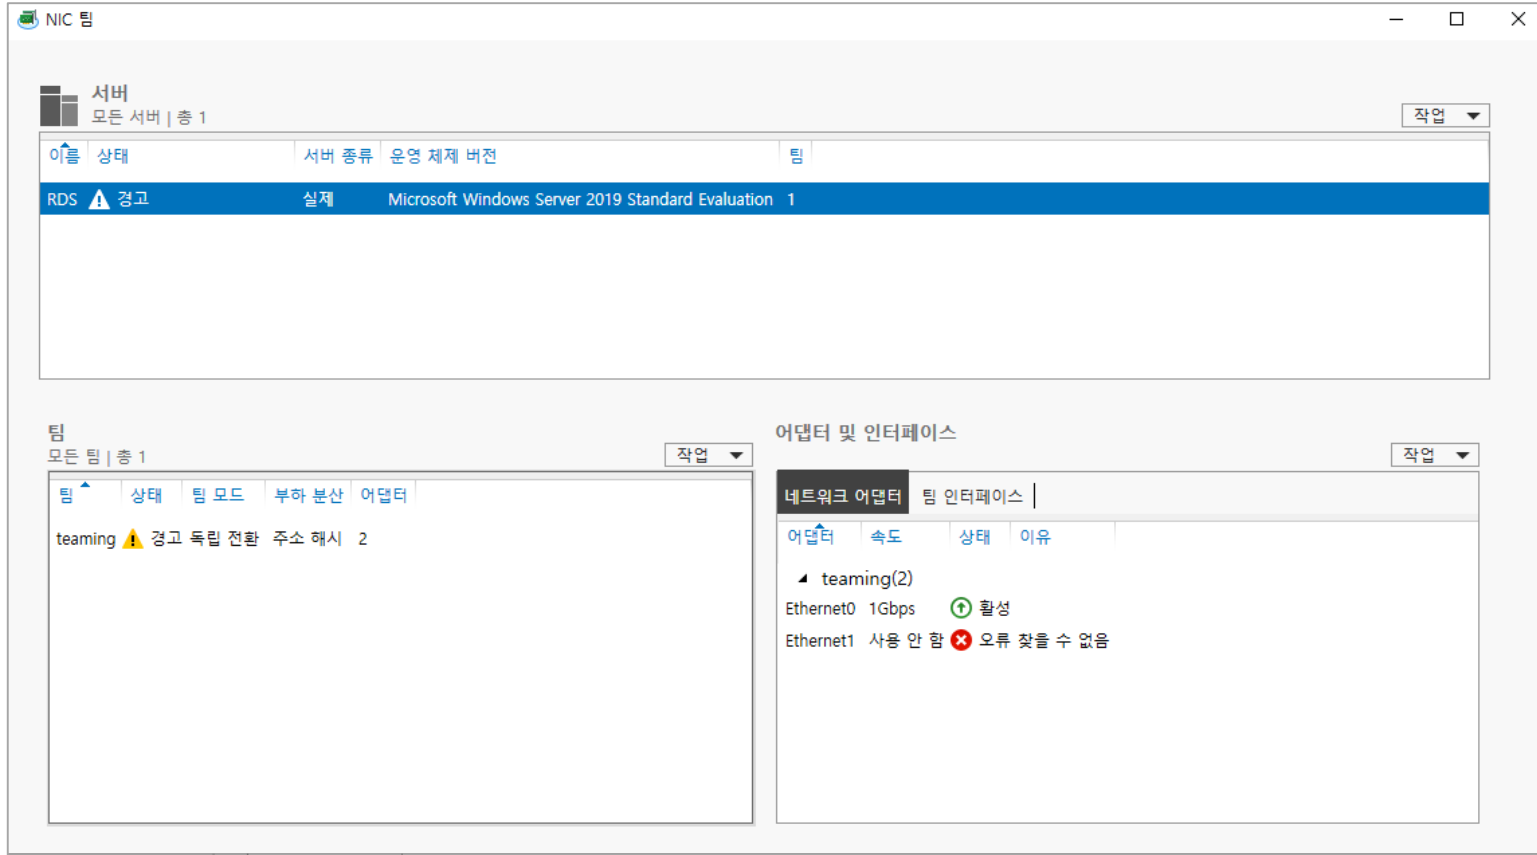 NIC 팀
서버
모든 서버 | 총 1
작업
이름 상태 서버 종류 운영 체제 버전 팀
RDS 경고 실제 Microsoft Windows Server 2019 Standard Evaluation 1
팀
모든 팀 | 총 1
작업
팀 상태 팀 모드 부하 분산 어댑터
teaming 경고 독립 전환 주소 해시 2
어댑터 및 인터페이스
작업
네트워크 어댑터 팀 인터페이스
어댑터 속도 상태 이유
teaming(2)
Ethernet0 1Gbps 활성
Ethernet1 사용 안 함 오류 찾을 수 없음